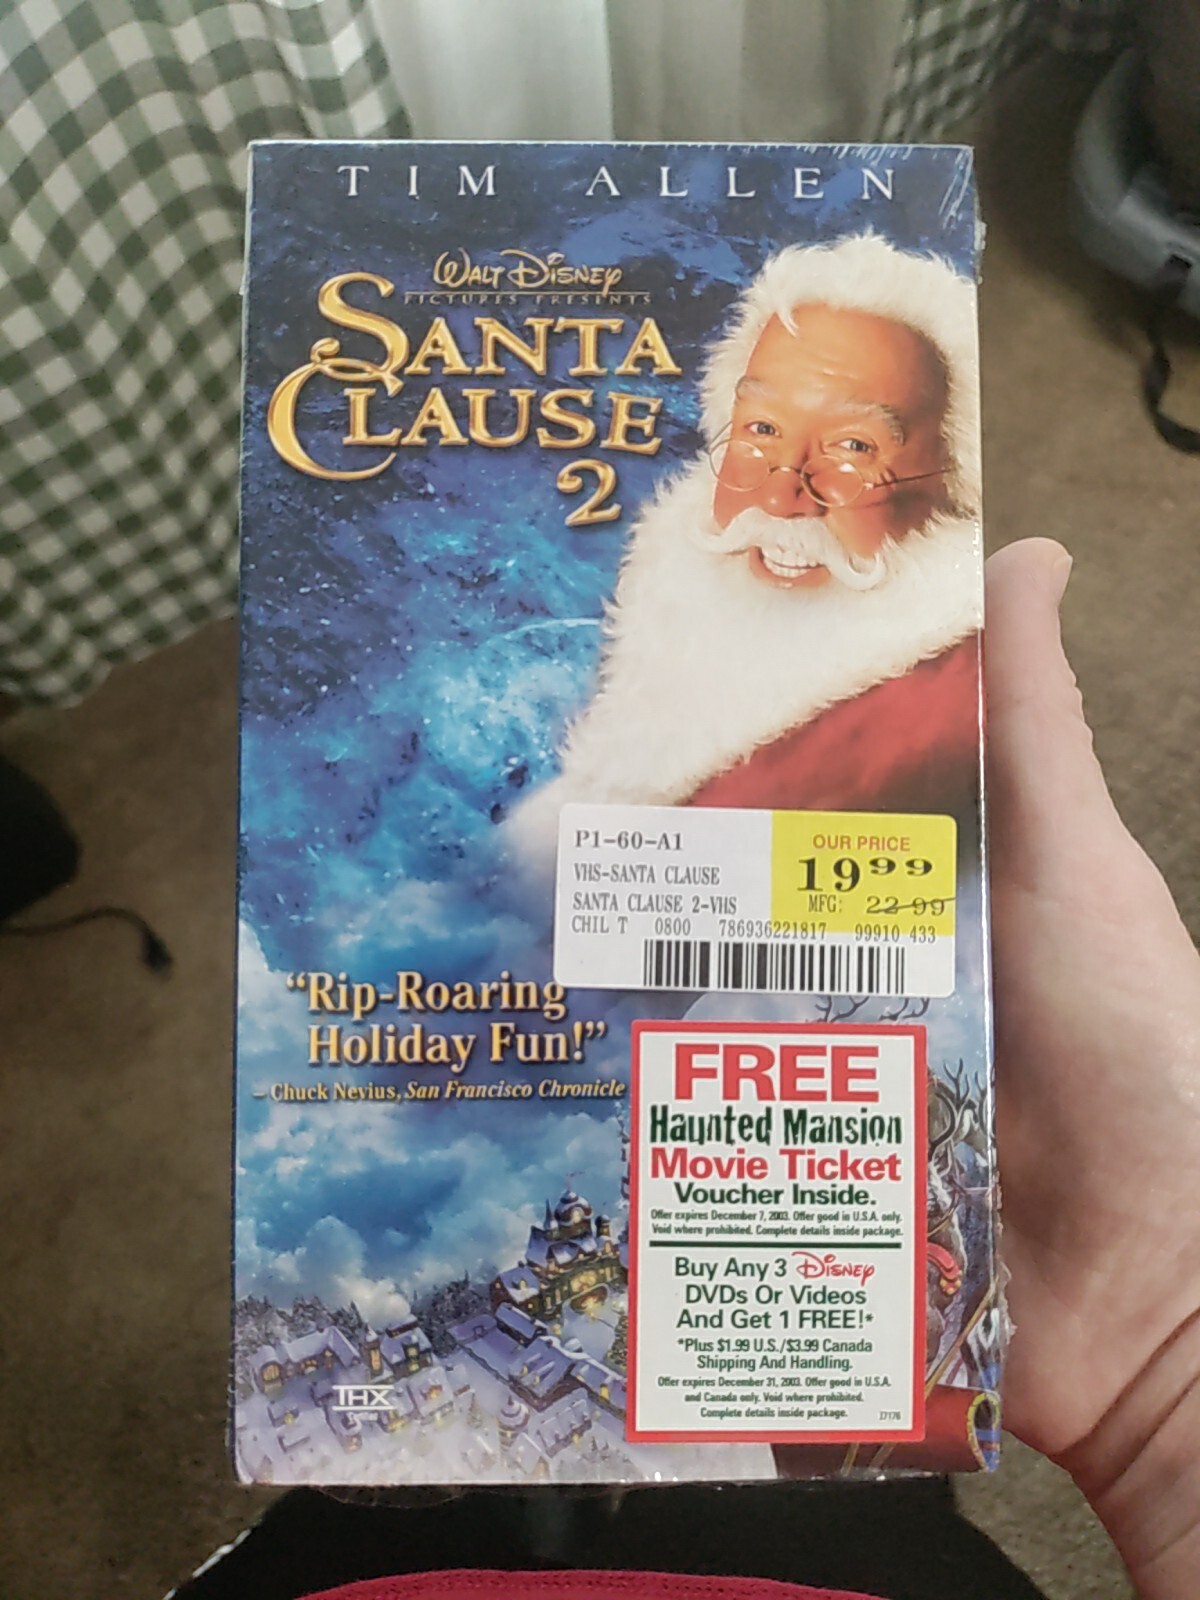 TIM ALLEN
WALT DISNEY
PICTURES PRESENTS
SANTA
CLAUSE
2
P1-60-A1
VHS-SANTA CLAUSE
SANTA CLAUSE 2-VHS
CHIL T 0800 786936221817 99910 433
OUR PRICE
19⁹⁹
MFG: 22 99
"Rip-Roaring
Holiday Fun!"
– Chuck Nevius, San Francisco Chronicle
FREE
Haunted Mansion
Movie Ticket
Voucher Inside.
Offer expires December 7, 2003. Offer good in U.S.A. only.
Void where prohibited. Complete details inside package.
Buy Any 3 Disney
DVDs Or Videos
And Get 1 FREE!*
*Plus $1.99 U.S./$3.99 Canada
Shipping And Handling.
Offer expires December 31, 2003. Offer good in U.S.A.
and Canada only. Void where prohibited.
Complete details inside package.
THX